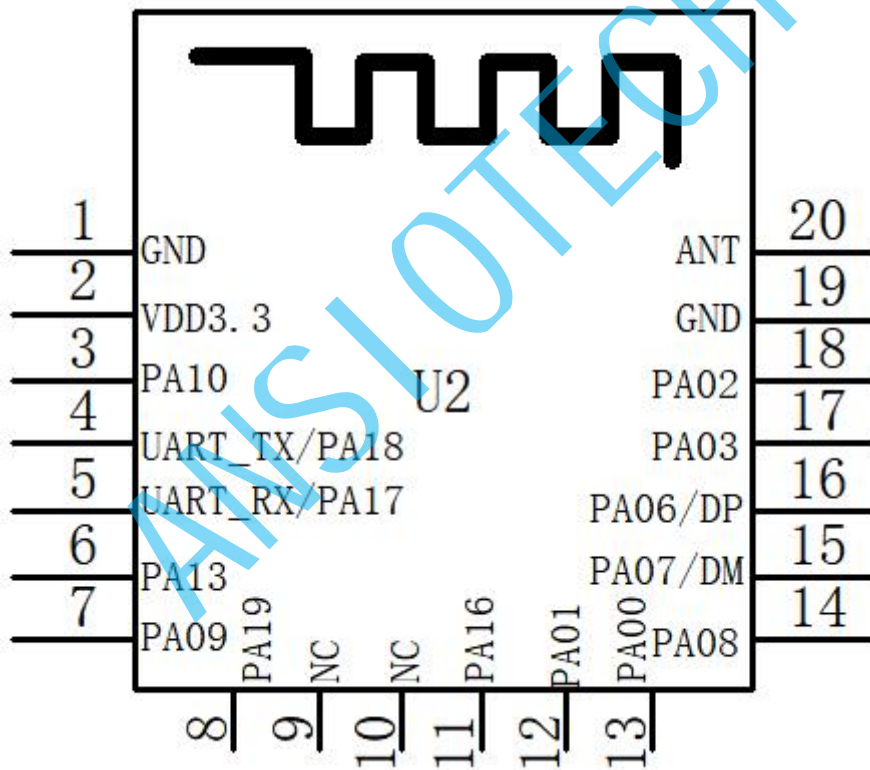 1 GND
2 VDD3.3
3 PA10
4 UART_TX/PA18
5 UART_RX/PA17
6 PA13
7 PA09
U2
ANSIOTECH
20 ANT
19 GND
18 PA02
17 PA03
16 PA06/DP
15 PA07/DM
14 PA08
8 PA19
9 NC
10 NC
11 PA16
12 PA01
13 PA00